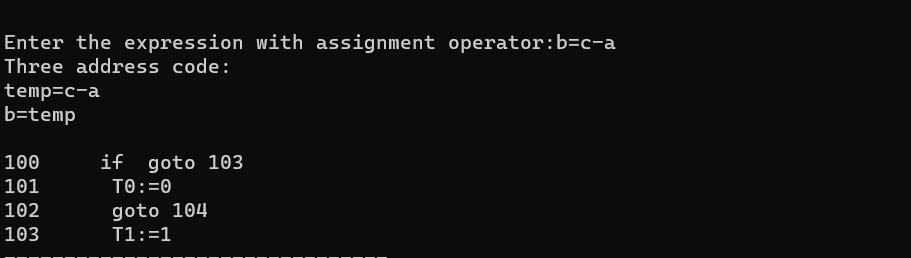 Enter the expression with assignment operator:b=c-a
Three address code:
temp=c-a
b=temp
100     if  goto 103
101      T0:=0
102      goto 104
103      T1:=1
--------------------------------